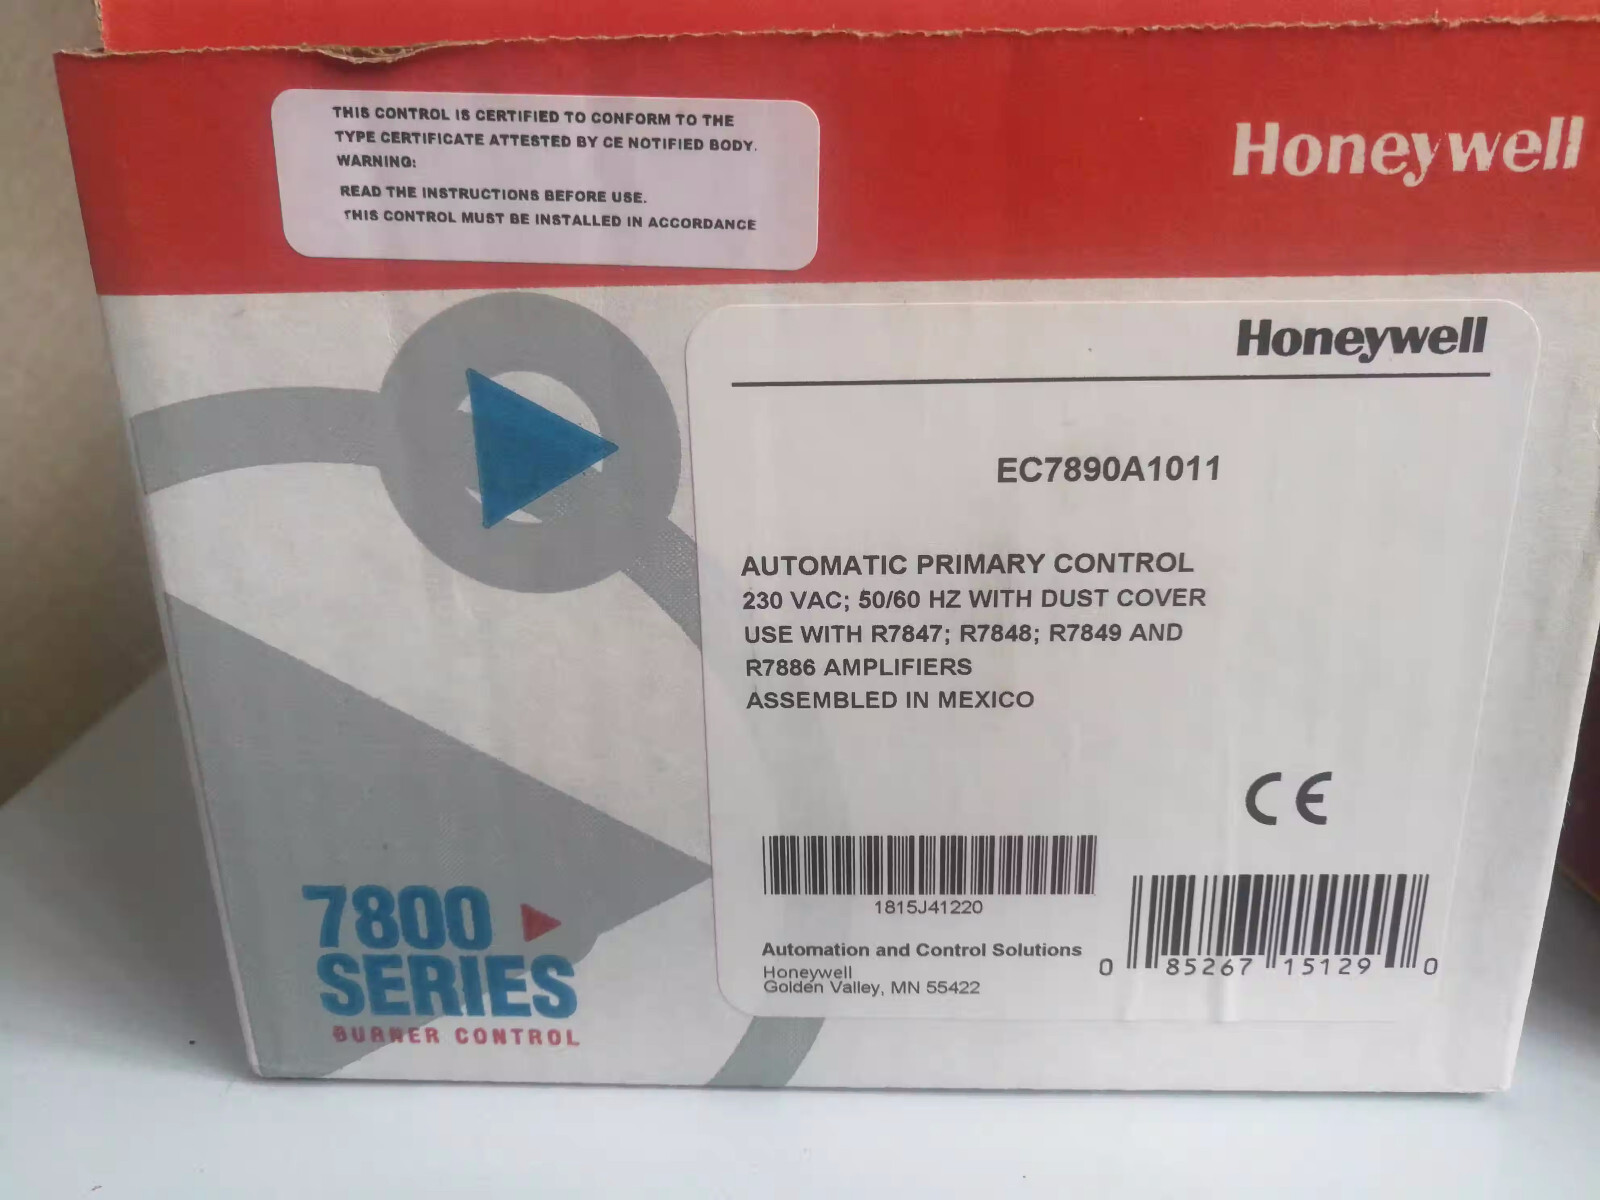 THIS CONTROL IS CERTIFIED TO CONFORM TO THE
TYPE CERTIFICATE ATTESTED BY CE NOTIFIED BODY.
WARNING:
READ THE INSTRUCTIONS BEFORE USE.
THIS CONTROL MUST BE INSTALLED IN ACCORDANCE
Honeywell
Honeywell
EC7890A1011
AUTOMATIC PRIMARY CONTROL
230 VAC; 50/60 HZ WITH DUST COVER
USE WITH R7847; R7848; R7849 AND
R7886 AMPLIFIERS
ASSEMBLED IN MEXICO
CE
1815J41220
Automation and Control Solutions
Honeywell
Golden Valley, MN 55422
0 85267 15129 0
7800
SERIES
BURNER CONTROL